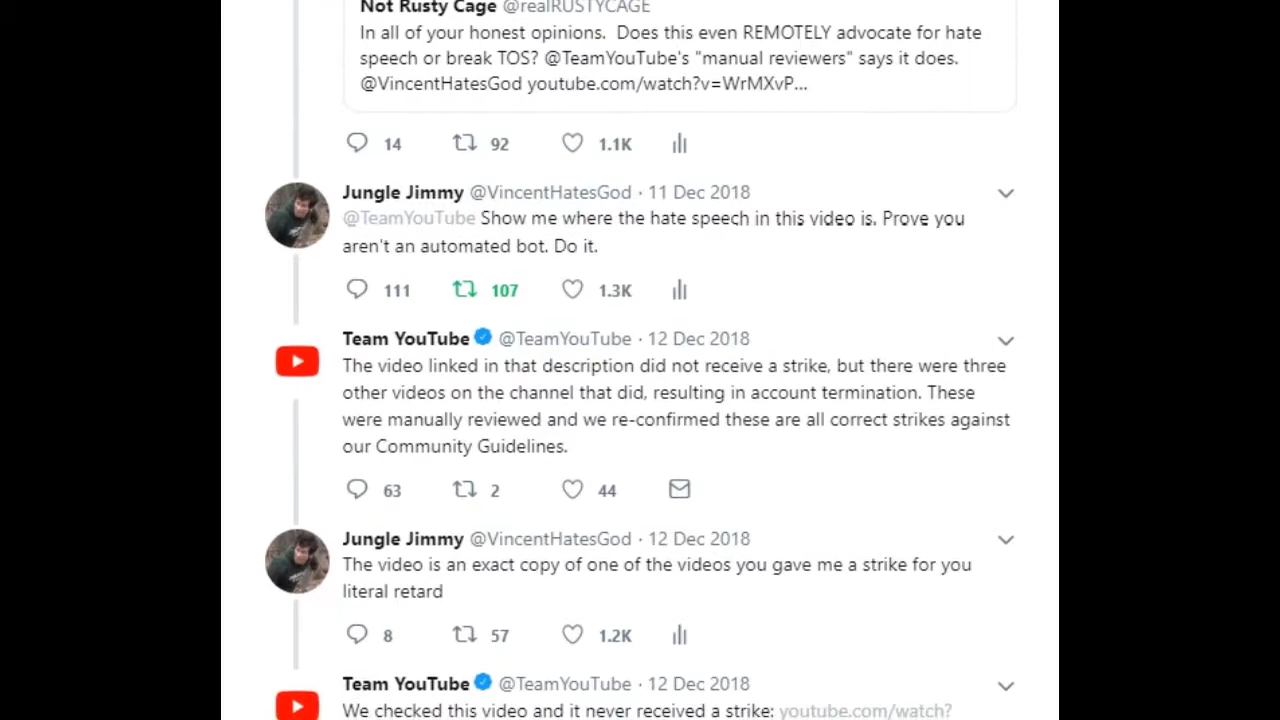 Not Rusty Cage @realRUSTYCAGE
In all of your honest opinions. Does this even REMOTELY advocate for hate
speech or break TOS? @TeamYouTube's "manual reviewers" says it does.
@VincentHatesGod youtube.com/watch?v=WrMXvP...
14 92 1.1K
Jungle Jimmy @VincentHatesGod · 11 Dec 2018
@TeamYouTube Show me where the hate speech in this video is. Prove you
aren't an automated bot. Do it.
111 107 1.3K
Team YouTube @TeamYouTube · 12 Dec 2018
The video linked in that description did not receive a strike, but there were three
other videos on the channel that did, resulting in account termination. These
were manually reviewed and we re-confirmed these are all correct strikes against
our Community Guidelines.
63 2 44
Jungle Jimmy @VincentHatesGod · 12 Dec 2018
The video is an exact copy of one of the videos you gave me a strike for you
literal retard
8 57 1.2K
Team YouTube @TeamYouTube · 12 Dec 2018
We checked this video and it never received a strike: youtube.com/watch?